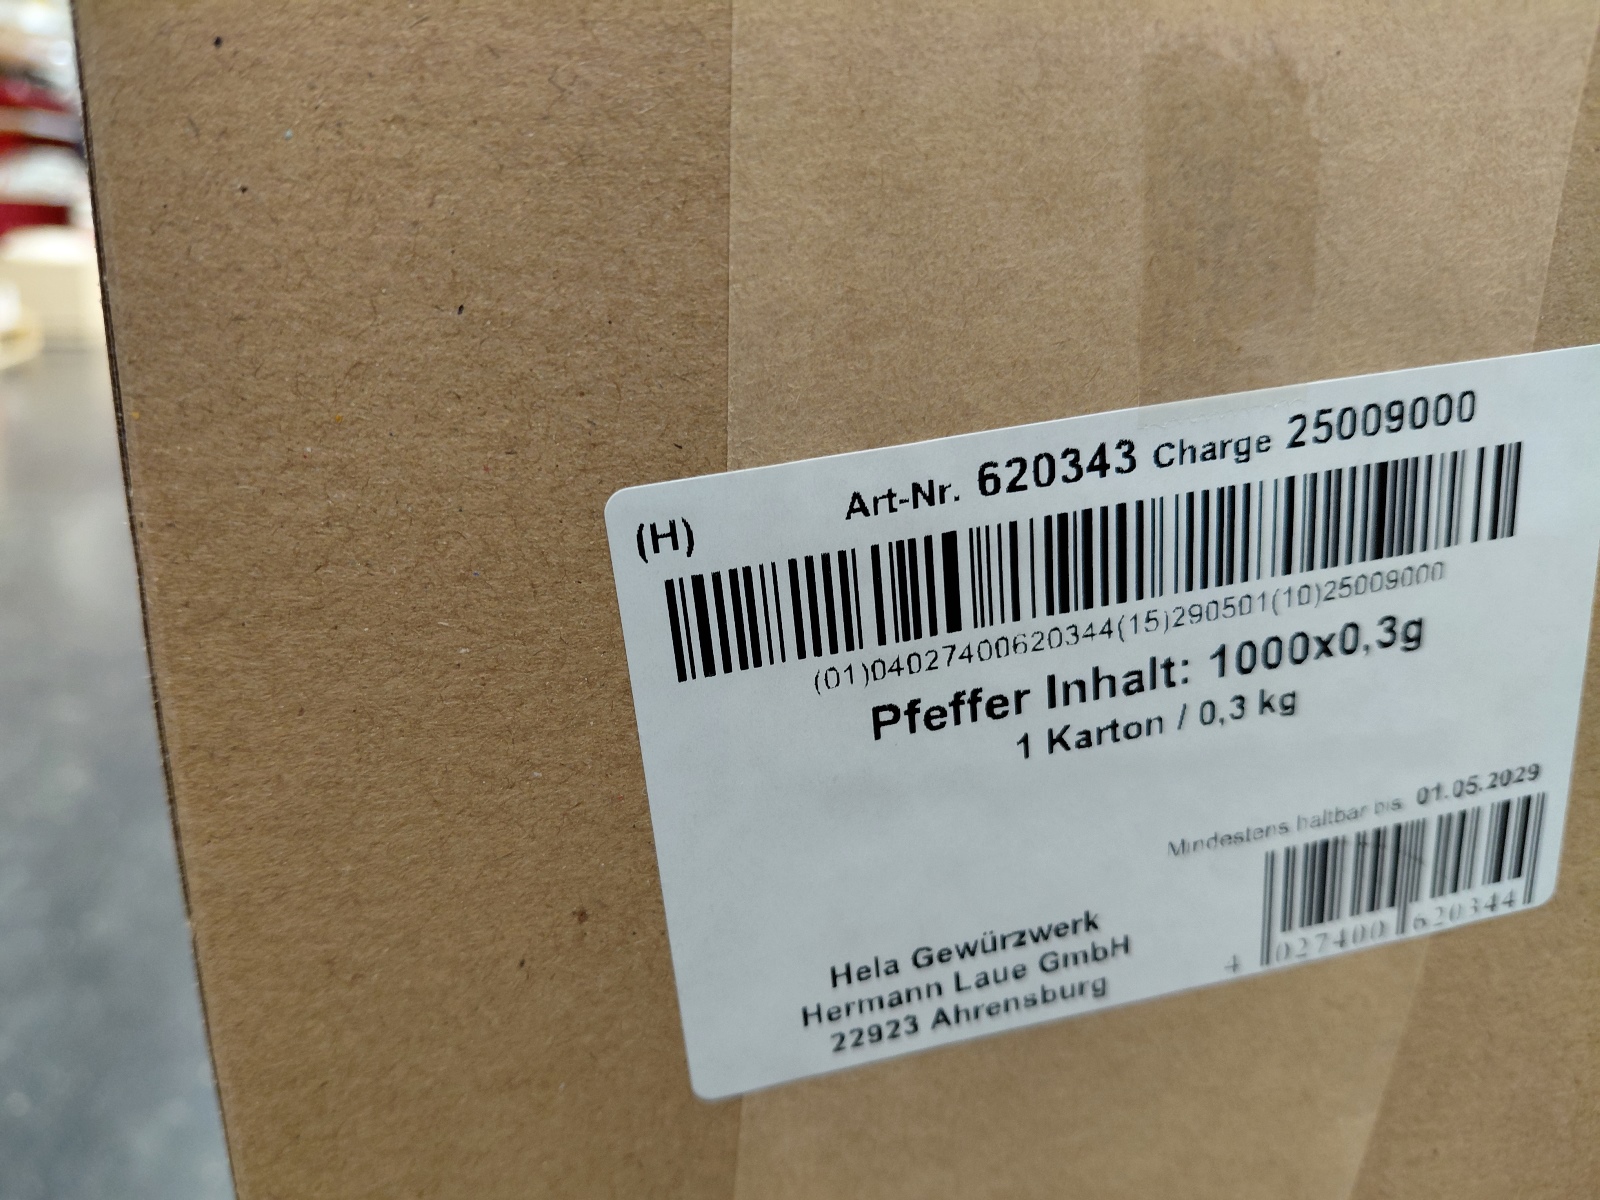 Art-Nr. 620343 Charge 25009000
(H)
(01)04027400620344(15)290501(10)25009000
Pfeffer Inhalt: 1000x0,3g
1 Karton / 0,3 kg
Mindestens haltbar bis 01.05.2029
4 027400 620344
Hela Gewürzwerk
Hermann Laue GmbH
22923 Ahrensburg